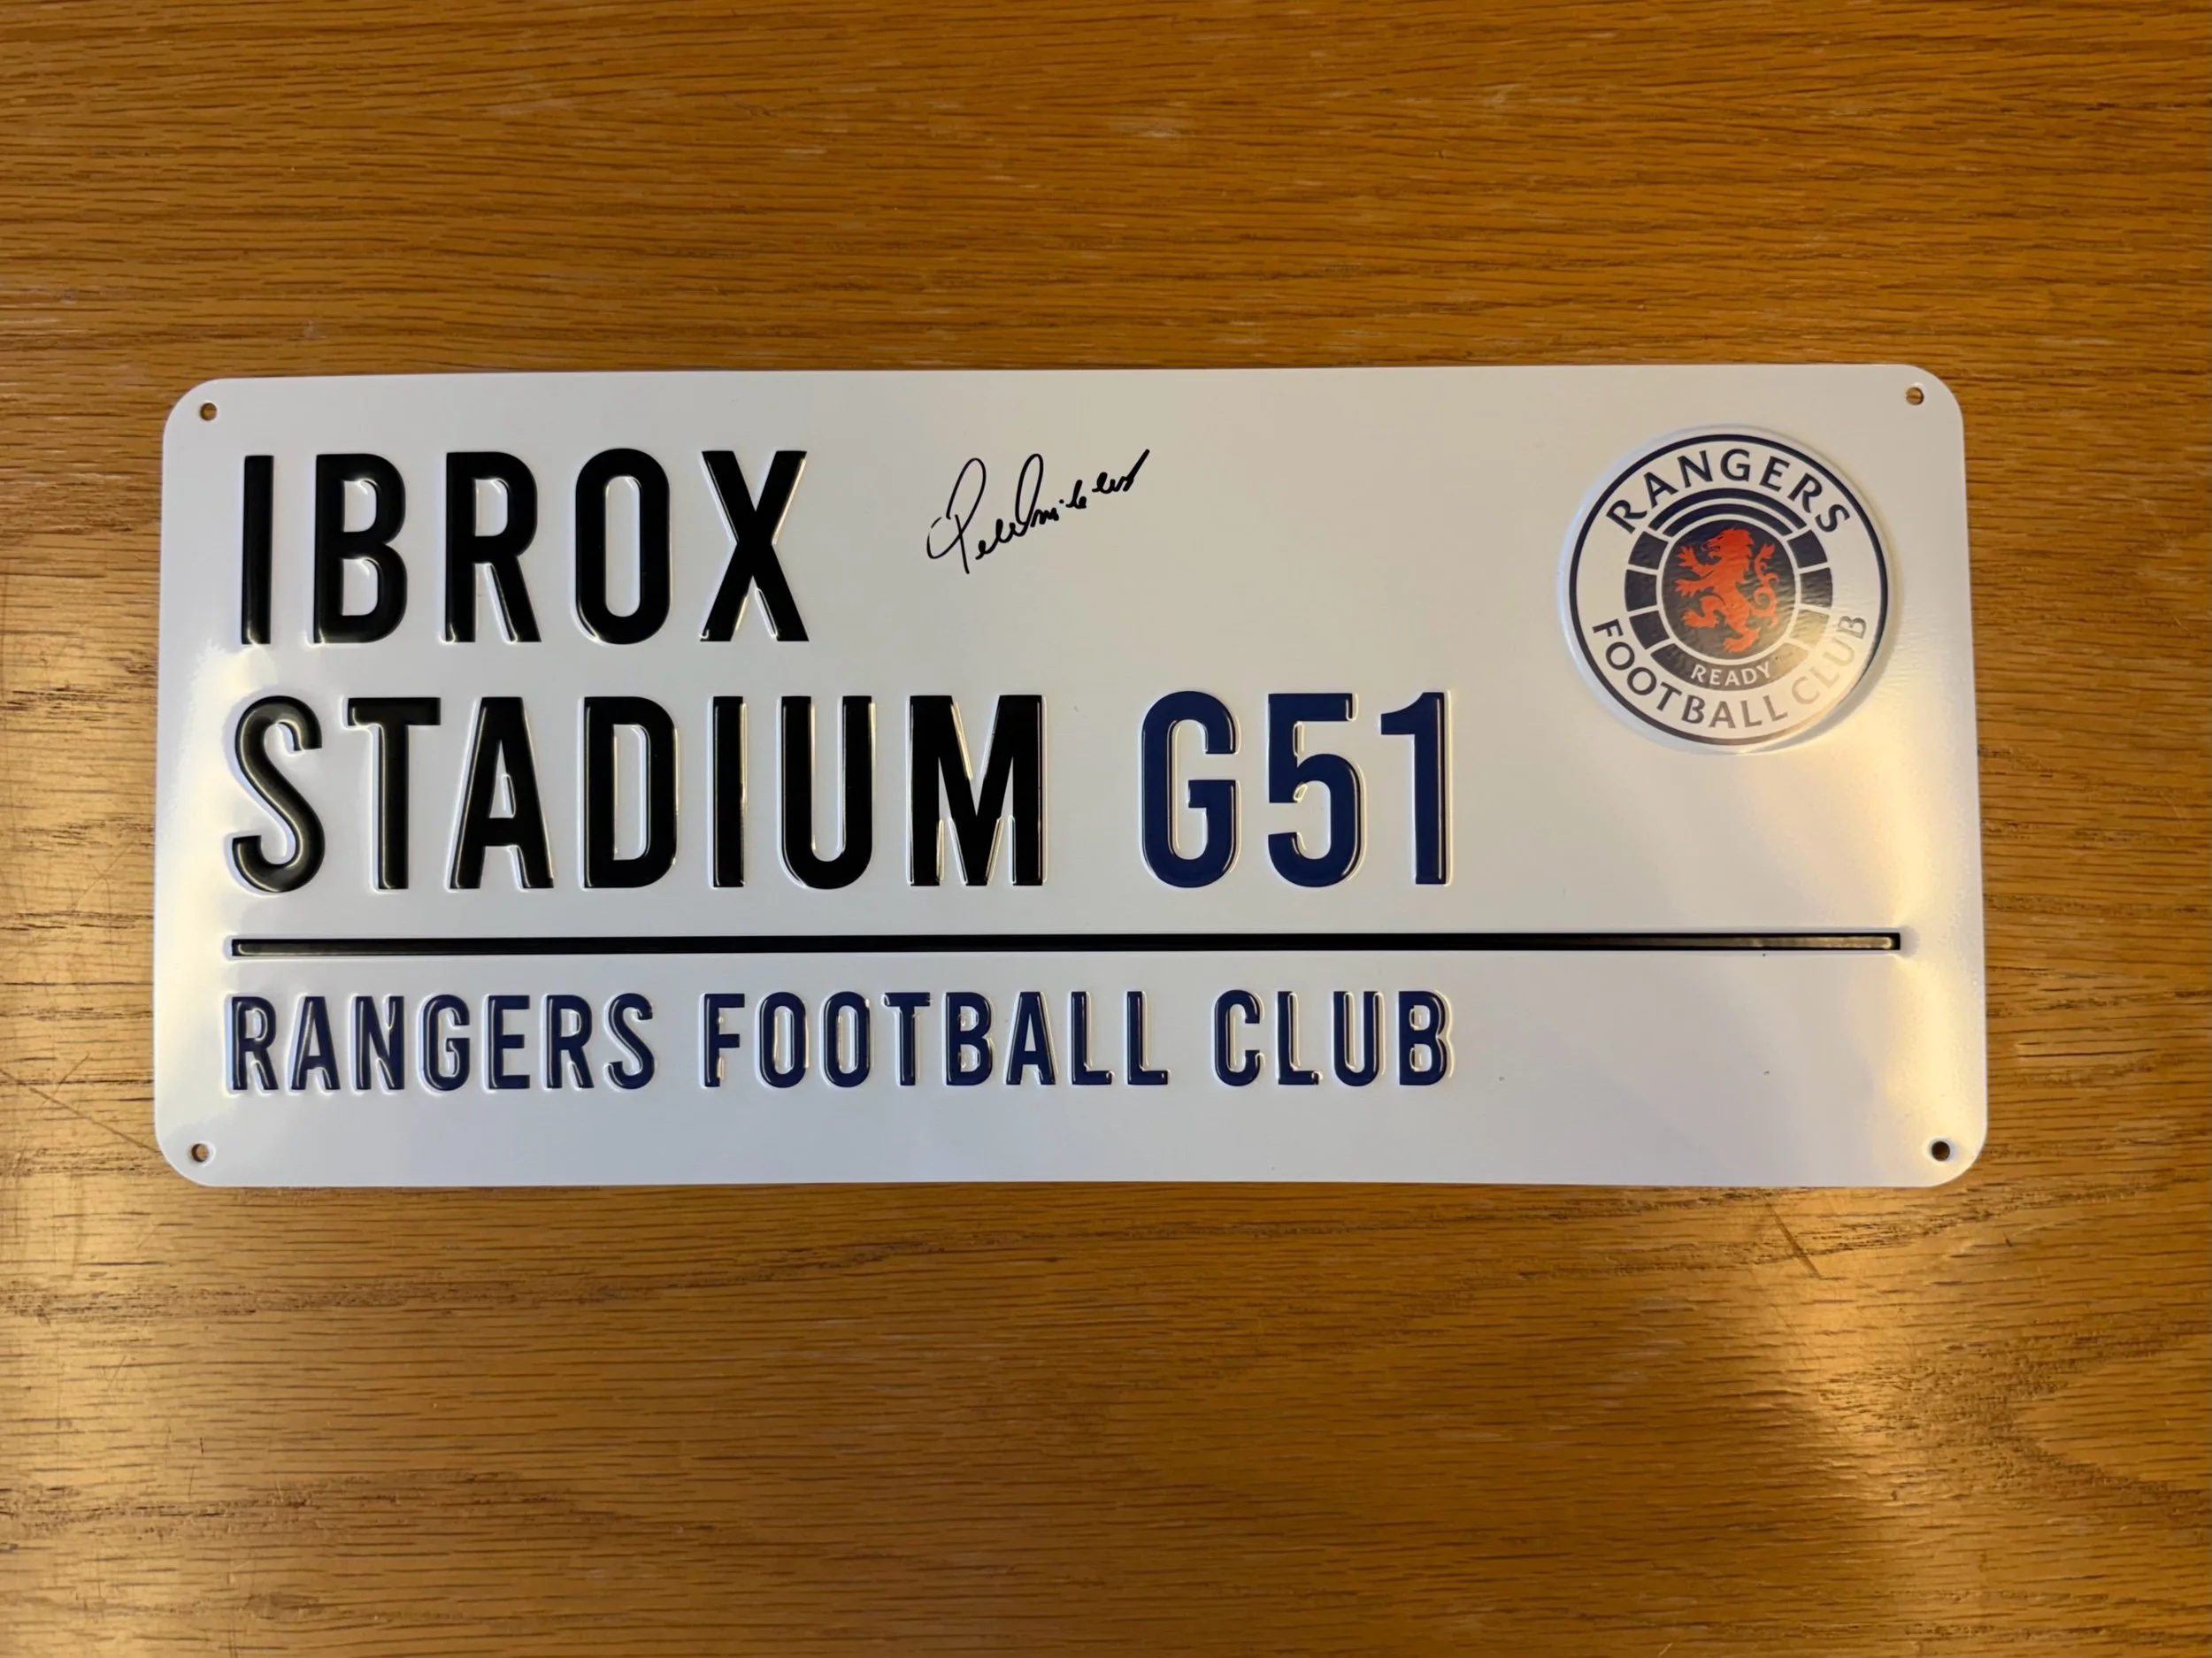 IBROX
STADIUM G51
RANGERS FOOTBALL CLUB
RANGERS
READY
FOOTBALL CLUB